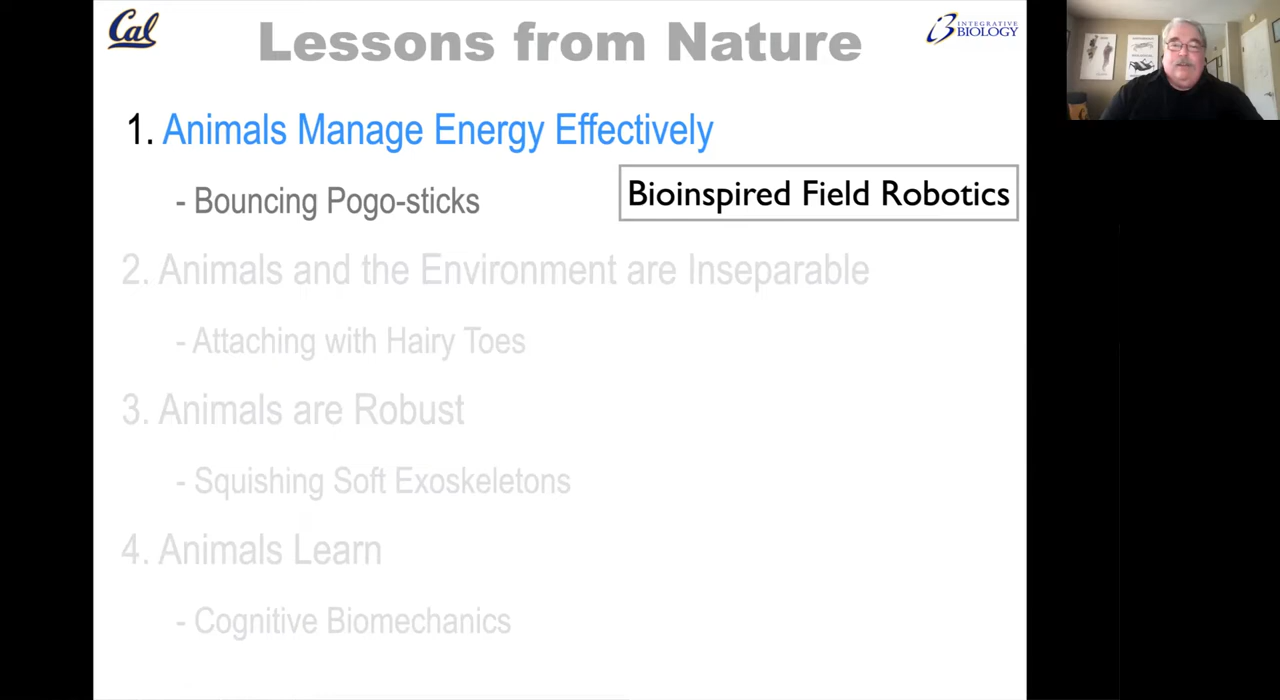 Cal
Lessons from Nature
INTEGRATIVE
BIOLOGY
1. Animals Manage Energy Effectively
- Bouncing Pogo-sticks
Bioinspired Field Robotics
2. Animals and the Environment are Inseparable
- Attaching with Hairy Toes
3. Animals are Robust
- Squishing Soft Exoskeletons
4. Animals Learn
- Cognitive Biomechanics